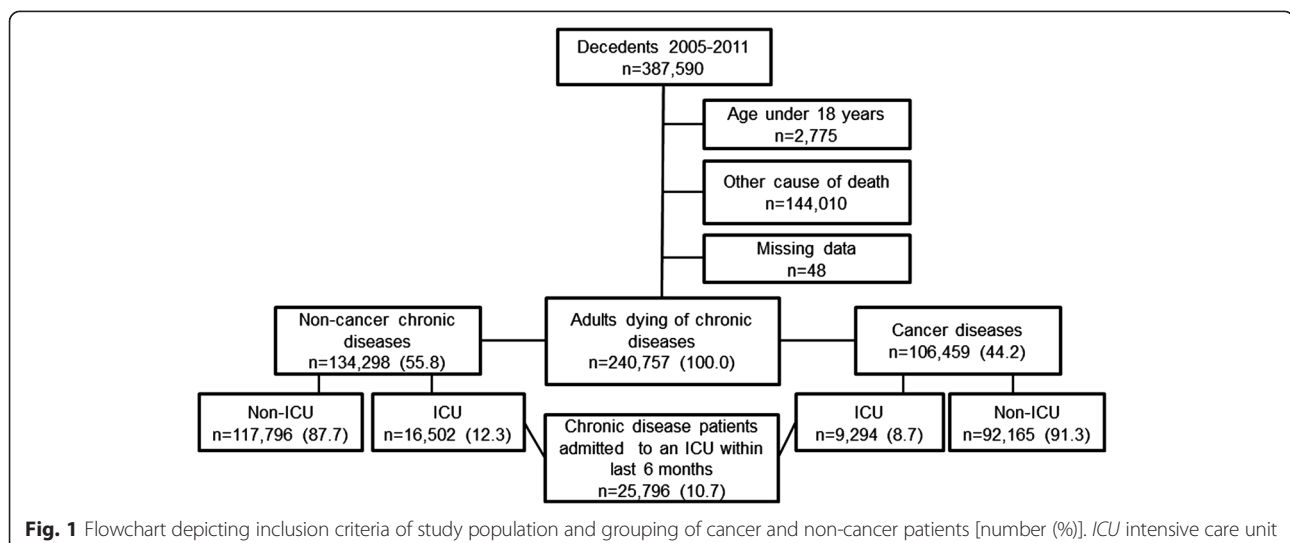 Decedents 2005-2011
n=387,590
Age under 18 years
n=2,775
Other cause of death
n=144,010
Missing data
n=48
Non-cancer chronic
diseases
n=134,298 (55.8)
Adults dying of chronic
diseases
n=240,757 (100.0)
Cancer diseases
n=106,459 (44.2)
Non-ICU
n=117,796 (87.7)
ICU
n=16,502 (12.3)
Chronic disease patients
admitted to an ICU within
last 6 months
n=25,796 (10.7)
ICU
n=9,294 (8.7)
Non-ICU
n=92,165 (91.3)
Fig. 1 Flowchart depicting inclusion criteria of study population and grouping of cancer and non-cancer patients [number (%)]. ICU intensive care unit